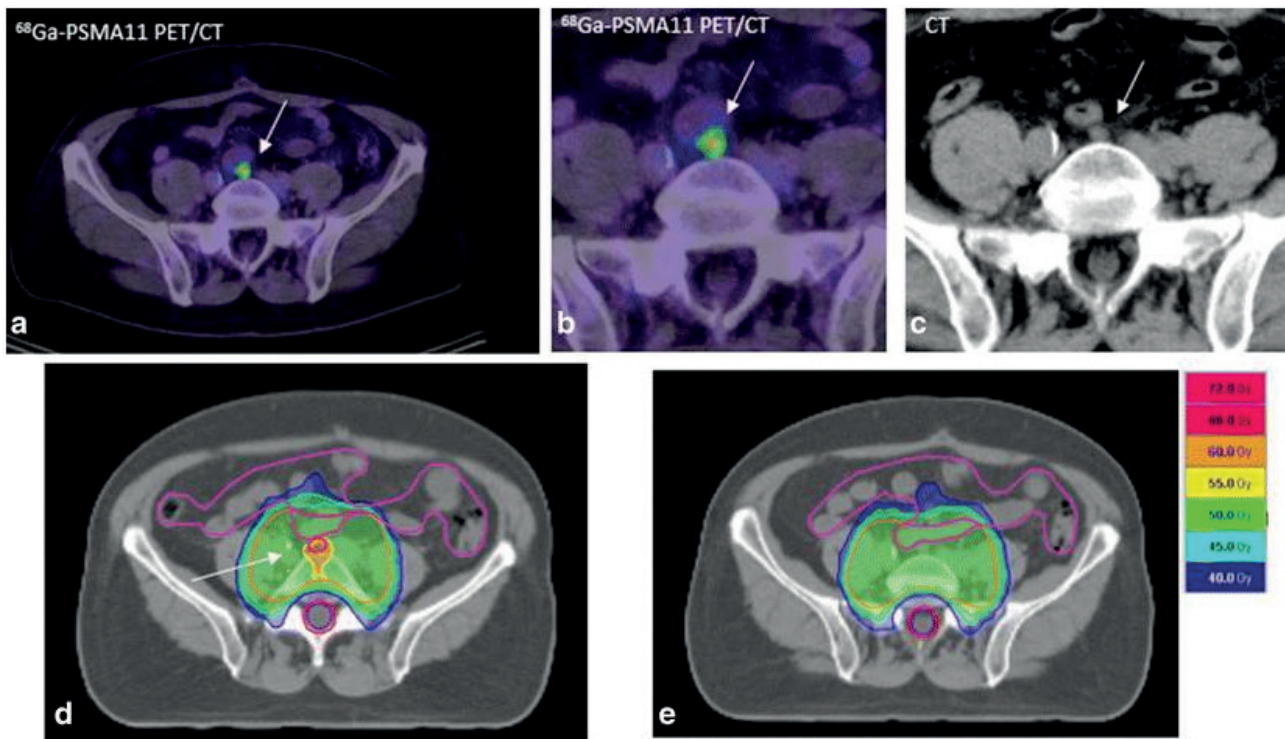 ⁶⁸Ga-PSMA11 PET/CT
⁶⁸Ga-PSMA11 PET/CT
CT
a
b
c
72.0 Gy
60.0 Gy
55.0 Gy
50.0 Gy
45.0 Gy
40.0 Gy
d
e